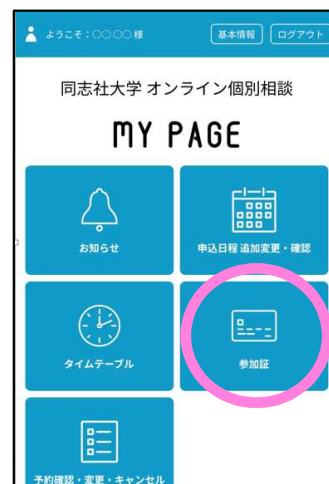 ようこそ：○○○○様
基本情報
ログアウト
同志社大学 オンライン個別相談
MY PAGE
お知らせ
申込日程 追加変更・確認
タイムテーブル
参加証
予約確認・変更・キャンセル